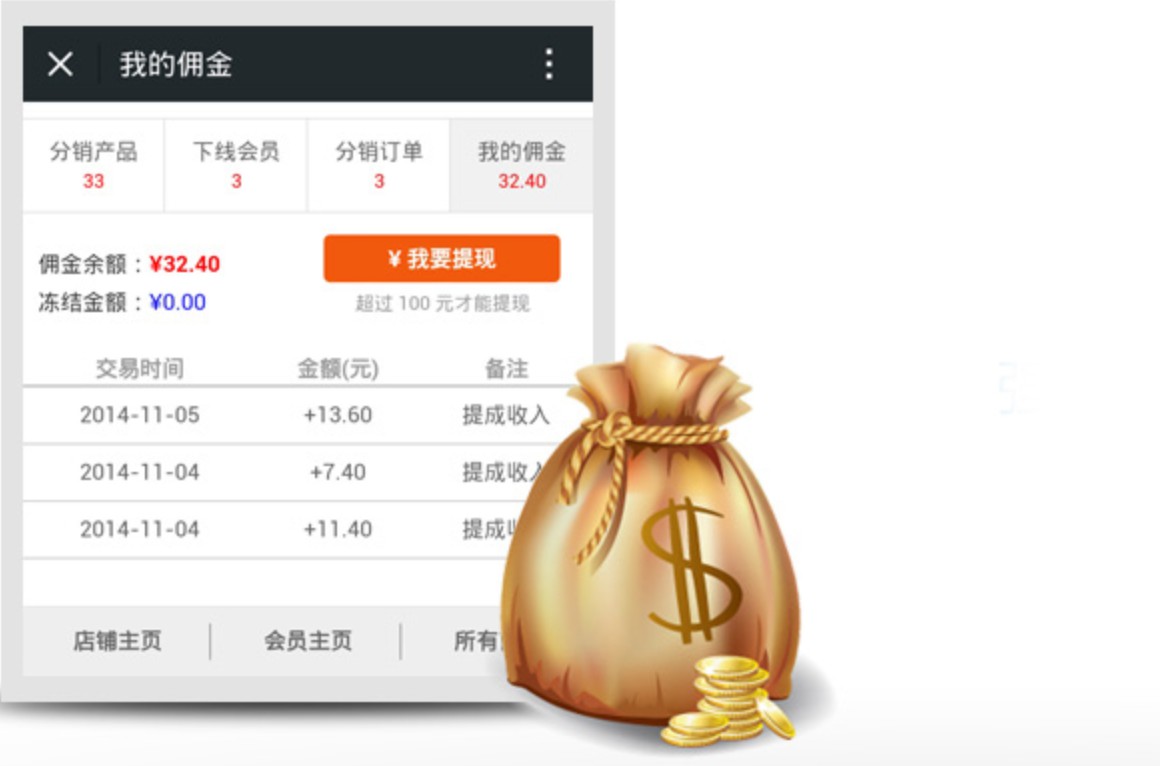 我的佣金
分销产品 下线会员 分销订单 我的佣金
33 3 3 32.40
佣金余额：¥32.40
¥ 我要提现
冻结金额：¥0.00
超过 100 元才能提现
交易时间 金额(元) 备注
2014-11-05 +13.60 提成收入
2014-11-04 +7.40 提成收入
2014-11-04 +11.40 提成
店铺主页 会员主页 所有
$